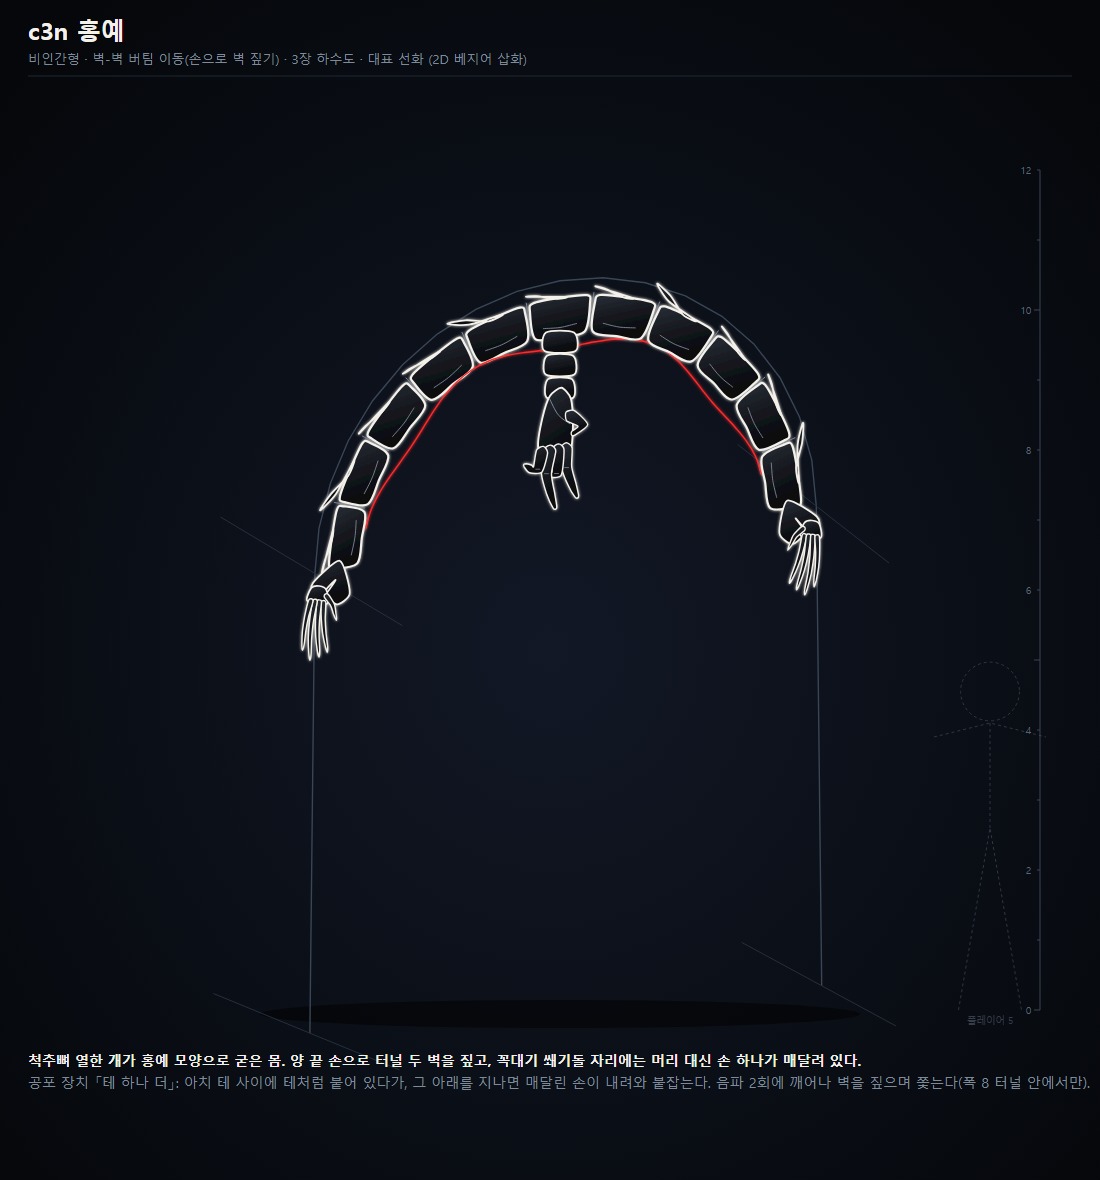 c3n 홍예
비인간형 · 벽-벽 버팀 이동(손으로 벽 짚기) · 3장 하수도 · 대표 선화 (2D 베지어 삽화)
12
10
8
6
4
2
0
플레이어 5
척추뼈 열한 개가 홍예 모양으로 굳은 몸. 양 끝 손으로 터널 두 벽을 짚고, 꼭대기 쐐기돌 자리에는 머리 대신 손 하나가 매달려 있다.
공포 장치 「테 하나 더」: 아치 테 사이에 테처럼 붙어 있다가, 그 아래를 지나면 매달린 손이 내려와 붙잡는다. 음파 2회에 깨어나 벽을 짚으며 쫓는다(폭 8 터널 안에서만).